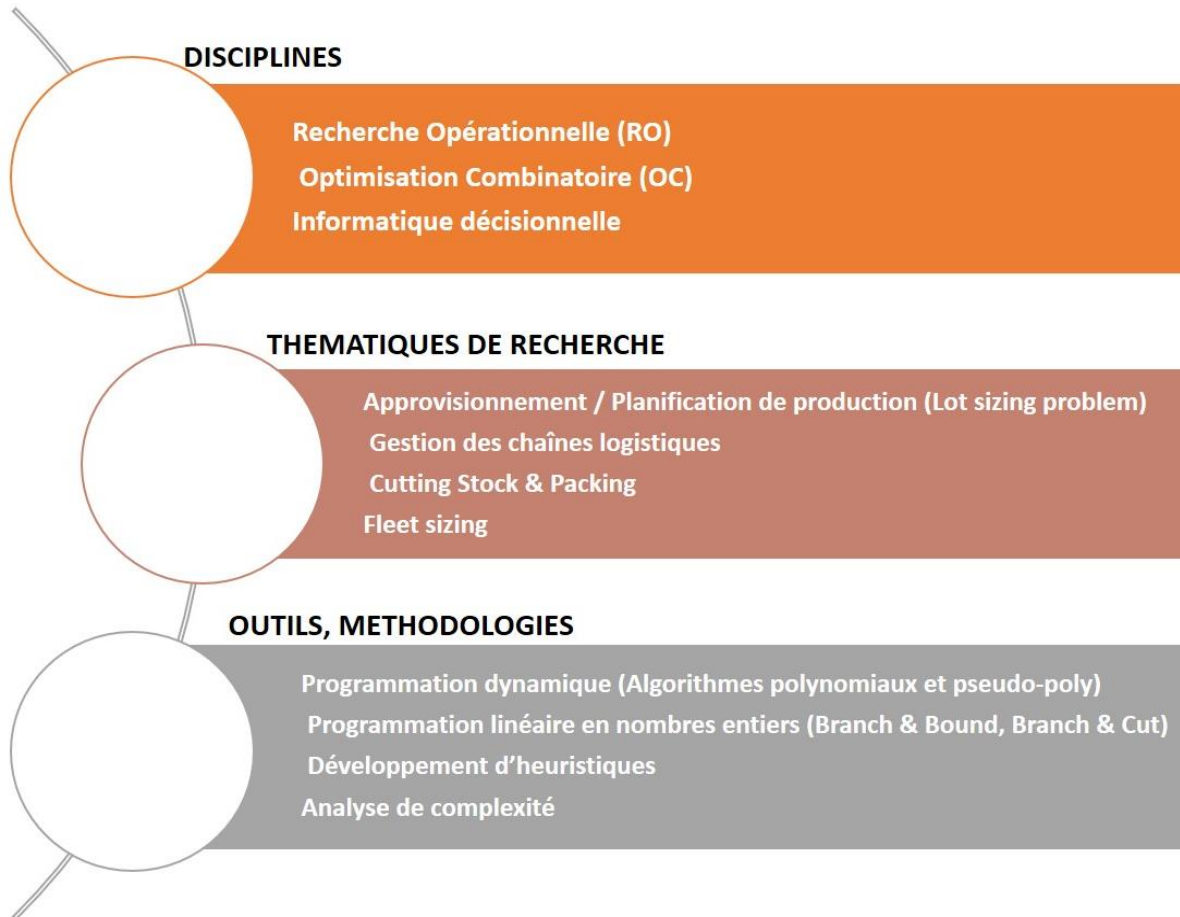 DISCIPLINES
Recherche Opérationnelle (RO)
Optimisation Combinatoire (OC)
Informatique décisionnelle
THEMATIQUES DE RECHERCHE
Approvisionnement / Planification de production (Lot sizing problem)
Gestion des chaînes logistiques
Cutting Stock & Packing
Fleet sizing
OUTILS, METHODOLOGIES
Programmation dynamique (Algorithmes polynomiaux et pseudo-poly)
Programmation linéaire en nombres entiers (Branch & Bound, Branch & Cut)
Développement d’heuristiques
Analyse de complexité